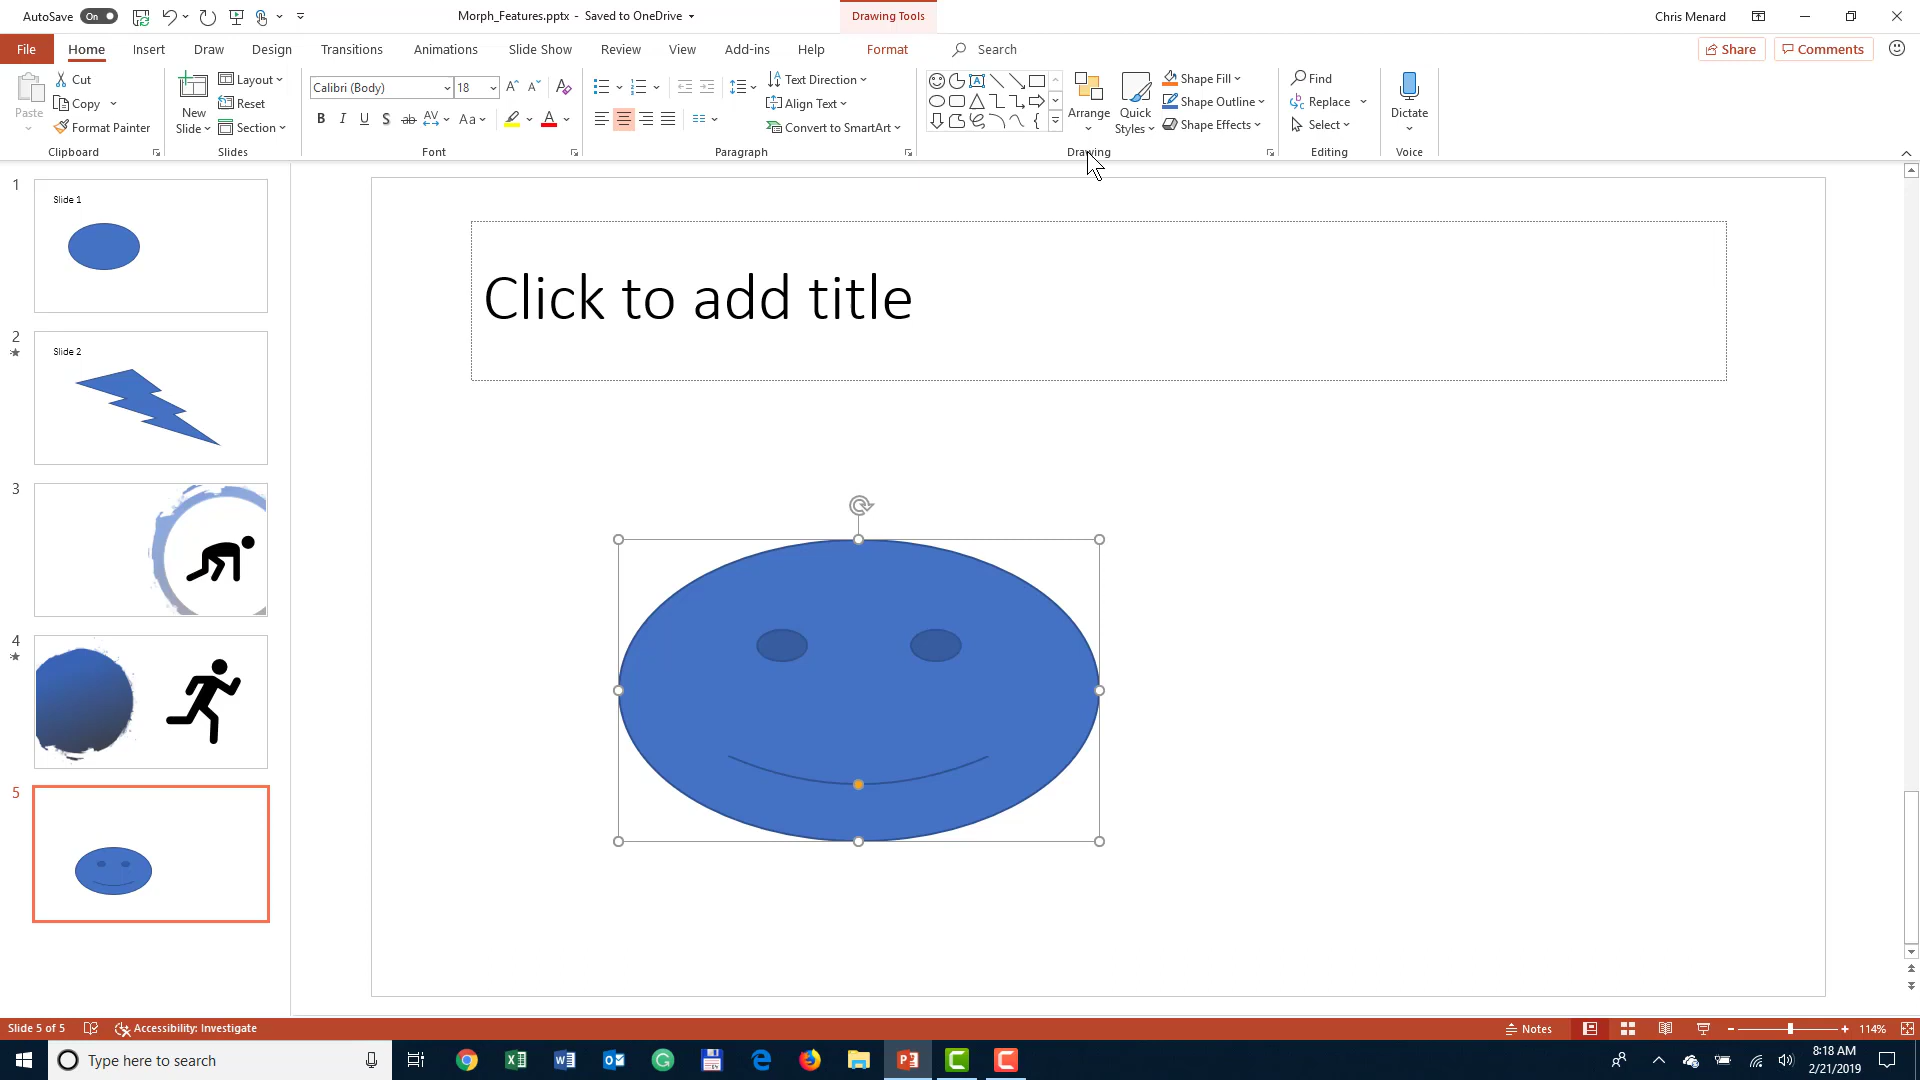 AutoSave On
Morph_Features.pptx - Saved to OneDrive
Drawing Tools
Chris Menard
File Home Insert Draw Design Transitions Animations Slide Show Review View Add-ins Help Format Search Share Comments
Paste
Cut
Copy
Format Painter
Clipboard
New Slide
Layout
Reset
Section
Slides
Calibri (Body) 18
B I U S ab AV Aa A
Font
Text Direction
Align Text
Convert to SmartArt
Paragraph
Arrange
Quick Styles
Shape Fill
Shape Outline
Shape Effects
Drawing
Find
Replace
Select
Editing
Dictate
Voice
1
Slide 1
2
Slide 2
3
4
5
Click to add title
Slide 5 of 5 Accessibility: Investigate Notes 114%
Type here to search
8:18 AM
2/21/2019